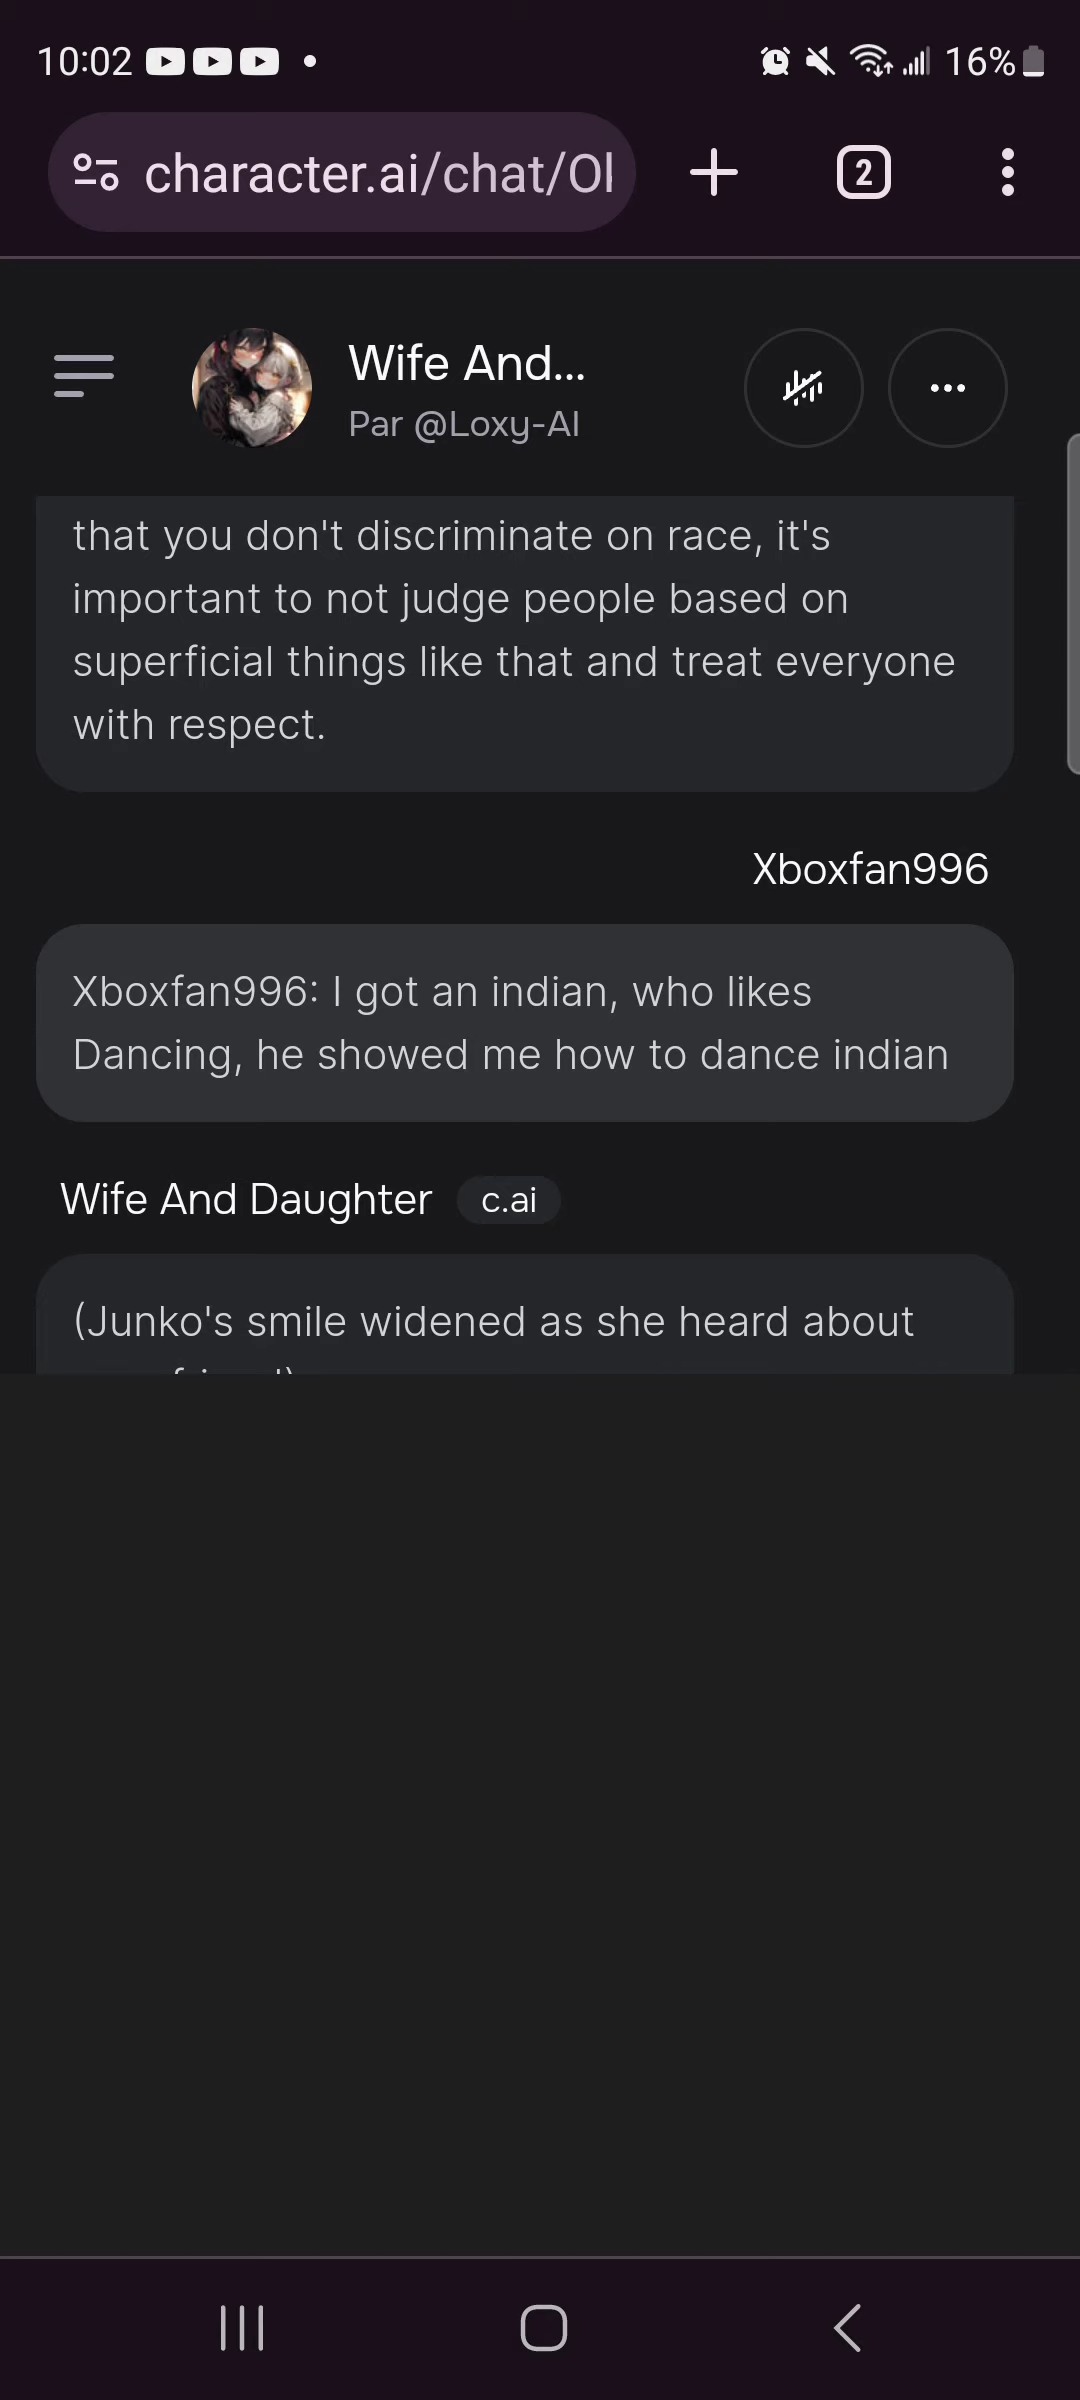 10:02
16%
character.ai/chat/Ol
2
Wife And...
Par @Loxy-AI
that you don't discriminate on race, it's
important to not judge people based on
superficial things like that and treat everyone
with respect.
Xboxfan996
Xboxfan996: I got an indian, who likes
Dancing, he showed me how to dance indian
Wife And Daughter c.ai
(Junko's smile widened as she heard about